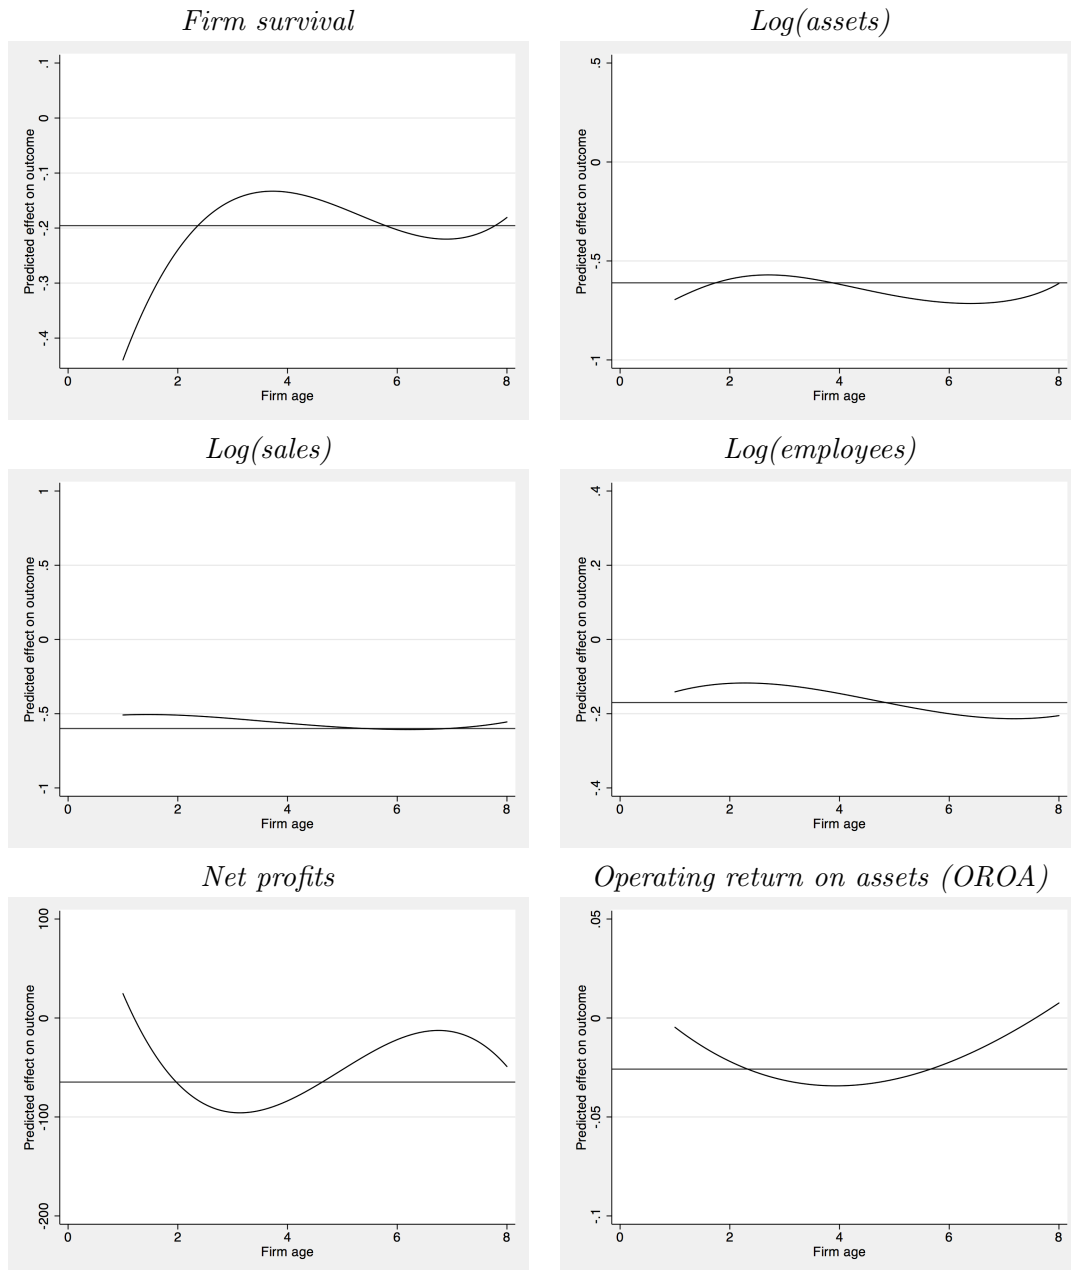 Firm survival
Predicted effect on outcome
.1
0
-.1
-.2
-.3
-.4
0 2 4 6 8
Firm age
Log(assets)
Predicted effect on outcome
.5
0
-.5
-1
0 2 4 6 8
Firm age
Log(sales)
Predicted effect on outcome
1
.5
0
-.5
-1
0 2 4 6 8
Firm age
Log(employees)
Predicted effect on outcome
.4
.2
0
-.2
-.4
0 2 4 6 8
Firm age
Net profits
Predicted effect on outcome
100
0
-100
-200
0 2 4 6 8
Firm age
Operating return on assets (OROA)
Predicted effect on outcome
.05
0
-.05
-.1
0 2 4 6 8
Firm age